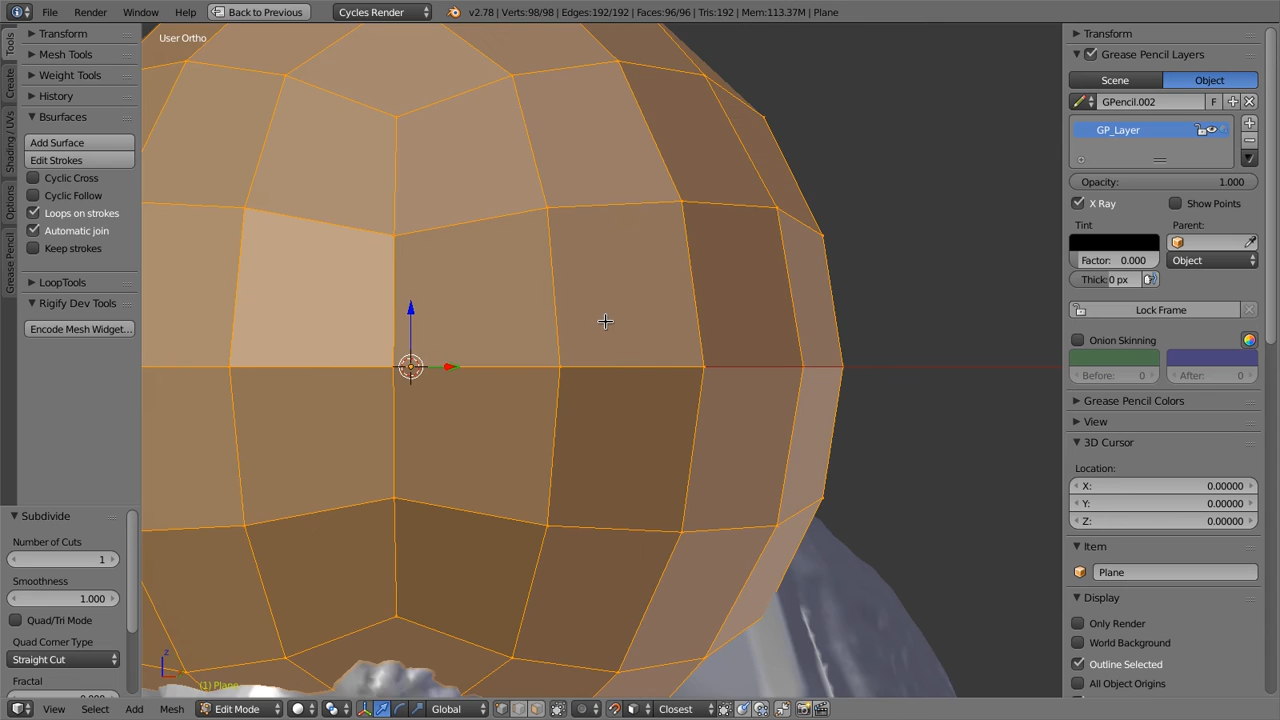 File Render Window Help Back to Previous Cycles Render v2.78 | Verts:98/98 | Edges:192/192 | Faces:96/96 | Tris:192 | Mem:113.37M | Plane
User Ortho
Tools
Create
Shading / UVs
Options
Grease Pencil
Transform
Mesh Tools
Weight Tools
History
Bsurfaces
Add Surface
Edit Strokes
Cyclic Cross
Cyclic Follow
Loops on strokes
Automatic join
Keep strokes
LoopTools
Rigify Dev Tools
Encode Mesh Widget...
Subdivide
Number of Cuts
1
Smoothness
1.000
Quad/Tri Mode
Quad Corner Type
Straight Cut
Fractal
z
(1) Plane
Transform
Grease Pencil Layers
Scene Object
GPencil.002 F
GP_Layer
Opacity: 1.000
X Ray Show Points
Tint Parent:
Factor: 0.000 Object
Thick: 0 px
Lock Frame
Onion Skinning
Before: 0 After: 0
Grease Pencil Colors
View
3D Cursor
Location:
X: 0.00000
Y: 0.00000
Z: 0.00000
Item
Plane
Display
Only Render
World Background
Outline Selected
All Object Origins
View Select Add Mesh Edit Mode Global Closest